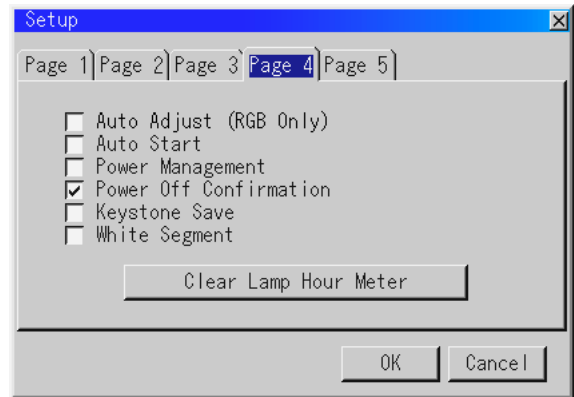 Setup
Page 1 Page 2 Page 3 Page 4 Page 5
Auto Adjust (RGB Only)
Auto Start
Power Management
Power Off Confirmation
Keystone Save
White Segment
Clear Lamp Hour Meter
OK Cancel